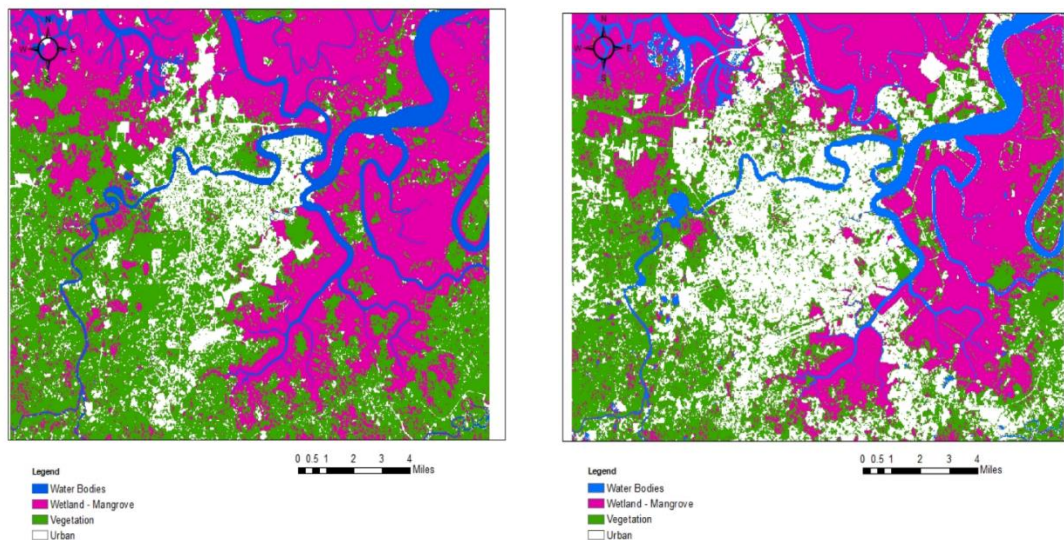 N
W E
S
0 0.5 1 2 3 4
Miles
Legend
Water Bodies
Wetland - Mangrove
Vegetation
Urban
N
W E
S
0 0.5 1 2 3 4
Miles
Legend
Water Bodies
Wetland - Mangrove
Vegetation
Urban